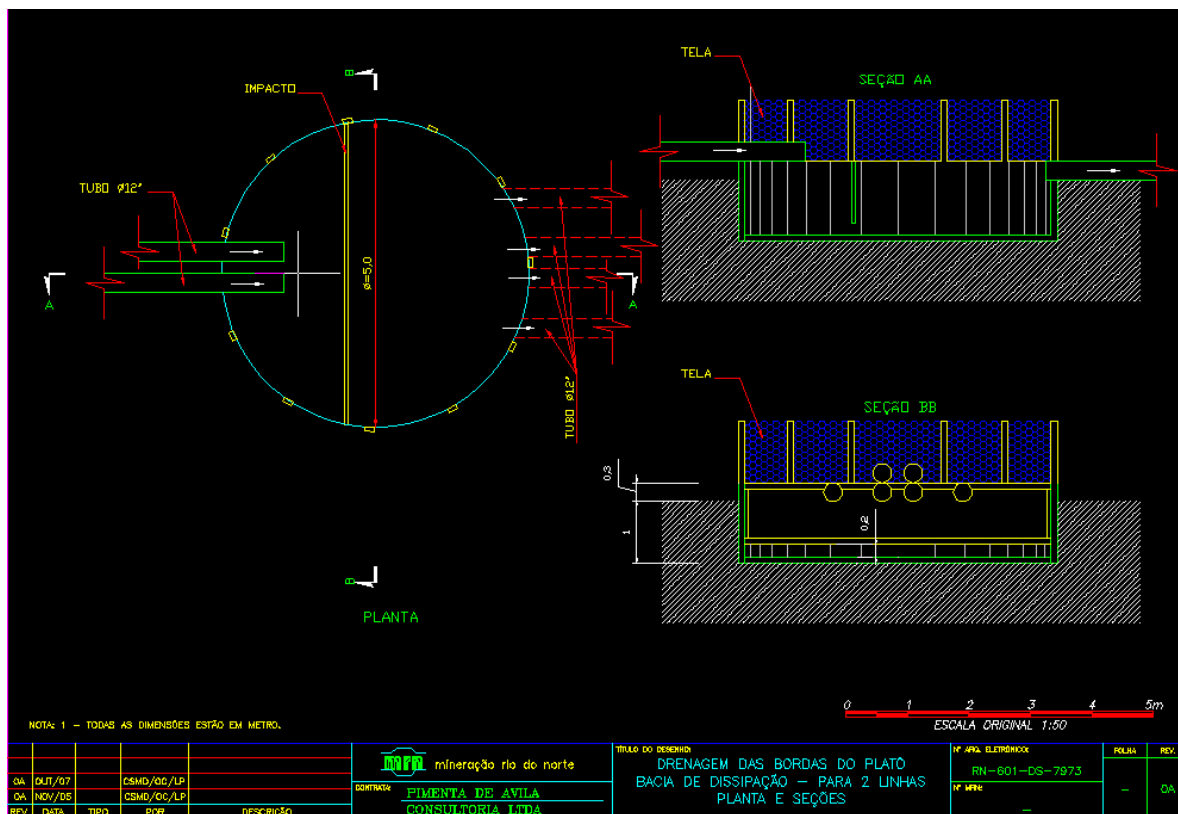 B
IMPACTO
TUBO ø12"
A
A
ø=5,0
TUBO ø12"
B
PLANTA
TELA
SEÇÃO AA
TELA
SEÇÃO BB
0,3
1
0,2
NOTA: 1 - TODAS AS DIMENSÕES ESTÃO EM METRO.
0 1 2 3 4 5m
ESCALA ORIGINAL 1:50
0A OUT/07 CSMD/OC/LP
0A NOV/05 CSMD/OC/LP
REV DATA TIPO POR DESCRIÇÃO
mrn mineração rio do norte
CONTRATA:
PIMENTA DE AVILA
CONSULTORIA LTDA
TÍTULO DO DESENHO:
DRENAGEM DAS BORDAS DO PLATO
BACIA DE DISSIPAÇÃO - PARA 2 LINHAS
PLANTA E SEÇÕES
Nº ARQ. ELETRÔNICO:
RN-601-DS-7973
Nº MRN:
-
FOLHA
-
REV.
0A